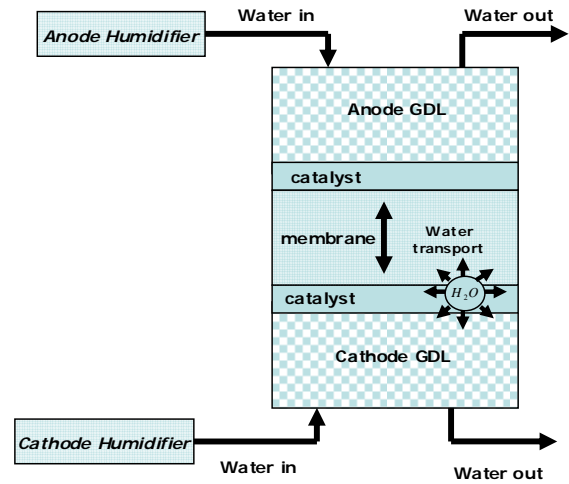 Water in
Water out
Anode Humidifier
Anode GDL
catalyst
membrane
Water
transport
catalyst
H₂O
Cathode GDL
Cathode Humidifier
Water in
Water out